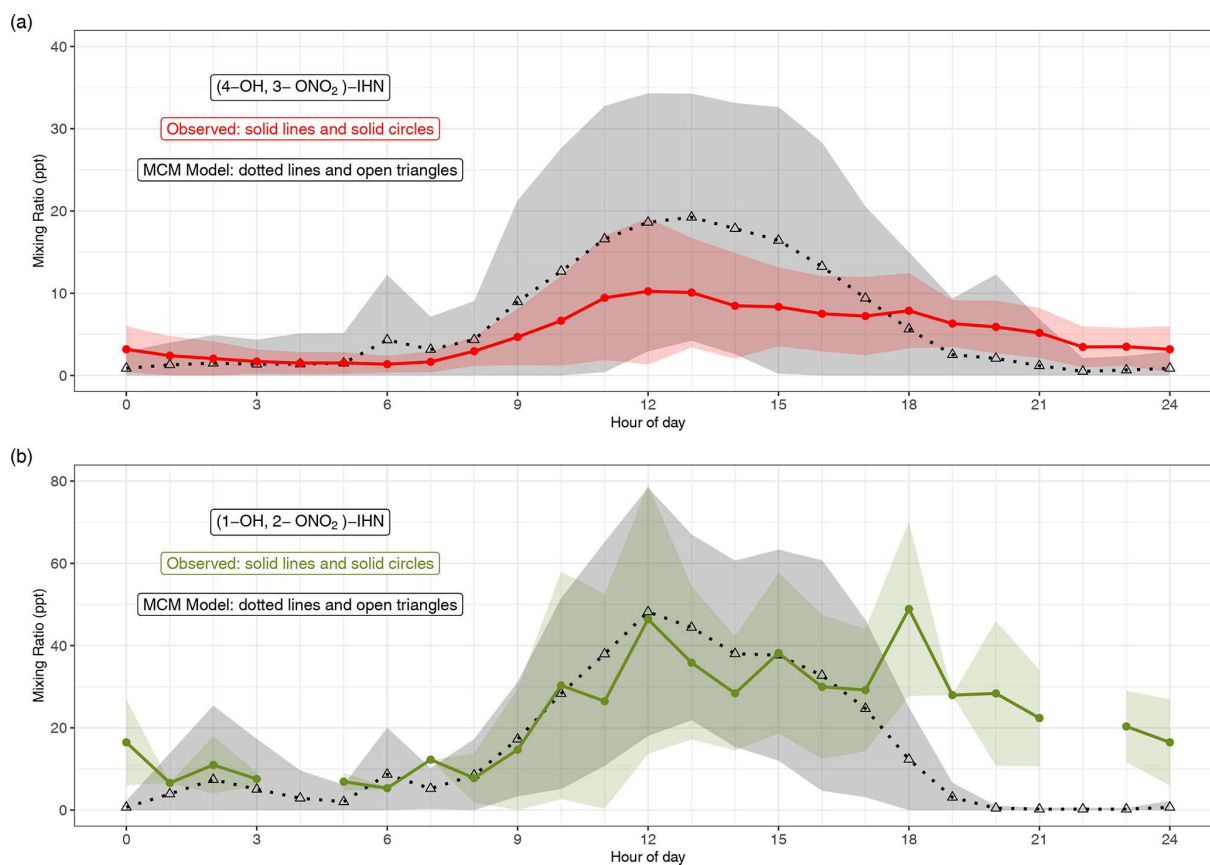 (a)
40
30
20
10
0
Mixing Ratio (ppt)
(4−OH, 3− ONO₂ )−IHN
Observed: solid lines and solid circles
MCM Model: dotted lines and open triangles
0 3 6 9 12 15 18 21 24
Hour of day
(b)
80
60
40
20
0
Mixing Ratio (ppt)
(1−OH, 2− ONO₂ )−IHN
Observed: solid lines and solid circles
MCM Model: dotted lines and open triangles
0 3 6 9 12 15 18 21 24
Hour of day